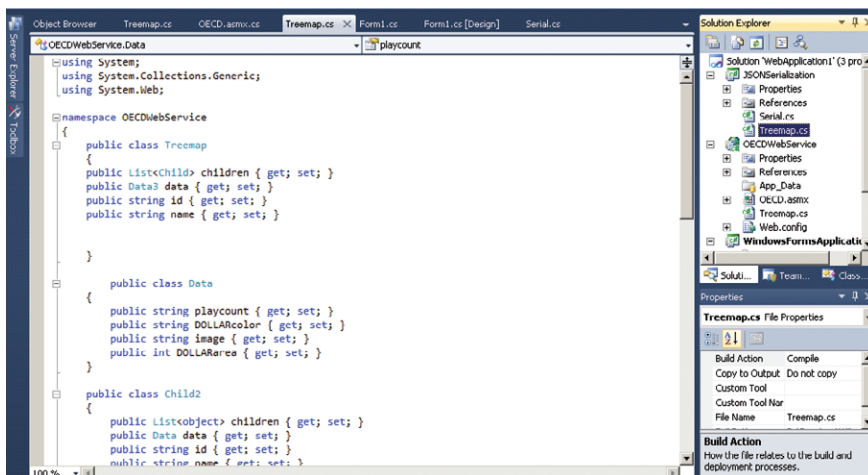 Object Browser Treemap.cs OECD.asmx.cs Treemap.cs Form1.cs Form1.cs [Design] Serial.cs
OECDWebService.Data playcount
using System;
using System.Collections.Generic;
using System.Web;
namespace OECDWebService
{
public class Treemap
{
public List<Child> children { get; set; }
public Data3 data { get; set; }
public string id { get; set; }
public string name { get; set; }
}
public class Data
{
public string playcount { get; set; }
public string DOLLARcolor { get; set; }
public string image { get; set; }
public int DOLLARarea { get; set; }
}
public class Child2
{
public List<object> children { get; set; }
public Data data { get; set; }
public string id { get; set; }
public string name { get; set; }
100 %
Server Explorer
Toolbox
Solution Explorer
Solution 'WebApplication1' (3 pro
JSONSerialization
Properties
References
Serial.cs
Treemap.cs
OECDWebService
Properties
References
App_Data
OECD.asmx
Treemap.cs
Web.config
WindowsFormsApplicatic
Soluti... Team... Class...
Properties
Treemap.cs File Properties
Build Action Compile
Copy to Output Do not copy
Custom Tool
Custom Tool Nar
File Name Treemap.cs
Build Action
How the file relates to the build and
deployment processes.